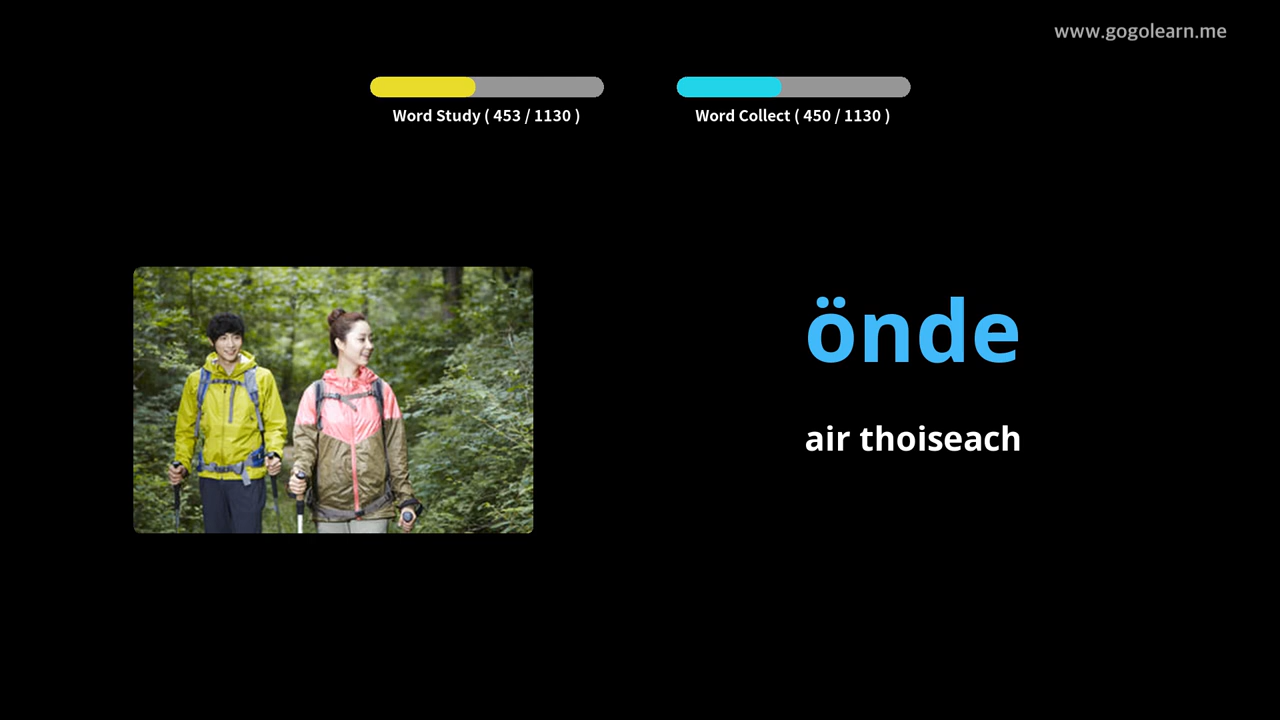 www.gogolearn.me
Word Study ( 453 / 1130 )
Word Collect ( 450 / 1130 )
önde
air thoiseach